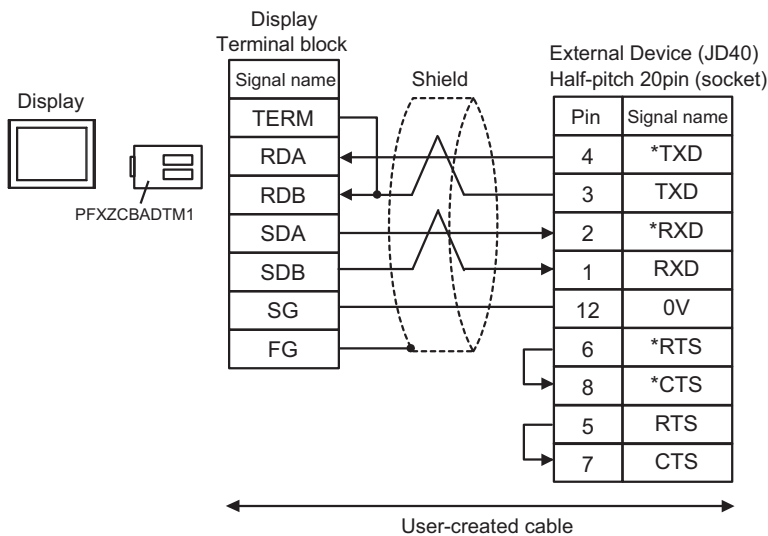 Display
Terminal block
External Device (JD40)
Half-pitch 20pin (socket)
Display
PFXZCBADTM1
Shield
Signal name
TERM
RDA
RDB
SDA
SDB
SG
FG
Pin Signal name
4 *TXD
3 TXD
2 *RXD
1 RXD
12 0V
6 *RTS
8 *CTS
5 RTS
7 CTS
User-created cable